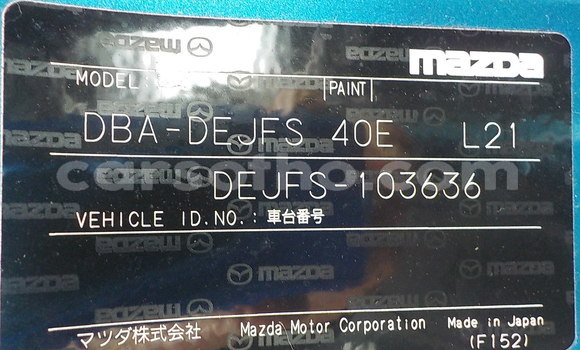 mazda
MODEL PAINT
DBA-DEJFS 40E L21
DEJFS-103636
VEHICLE ID.NO.: 車台番号
マツダ株式会社 Mazda Motor Corporation Made in Japan
(F152)